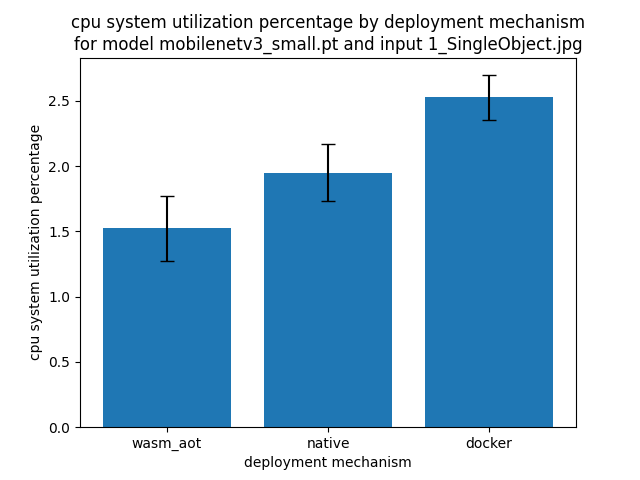 cpu system utilization percentage by deployment mechanism
for model mobilenetv3_small.pt and input 1_SingleObject.jpg
cpu system utilization percentage
2.5
2.0
1.5
1.0
0.5
0.0
wasm_aot
native
docker
deployment mechanism